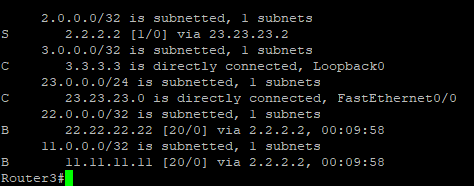 2.0.0.0/32 is subnetted, 1 subnets
S 2.2.2.2 [1/0] via 23.23.23.2
3.0.0.0/32 is subnetted, 1 subnets
C 3.3.3.3 is directly connected, Loopback0
23.0.0.0/24 is subnetted, 1 subnets
C 23.23.23.0 is directly connected, FastEthernet0/0
22.0.0.0/32 is subnetted, 1 subnets
B 22.22.22.22 [20/0] via 2.2.2.2, 00:09:58
11.0.0.0/32 is subnetted, 1 subnets
B 11.11.11.11 [20/0] via 2.2.2.2, 00:09:58
Router3#